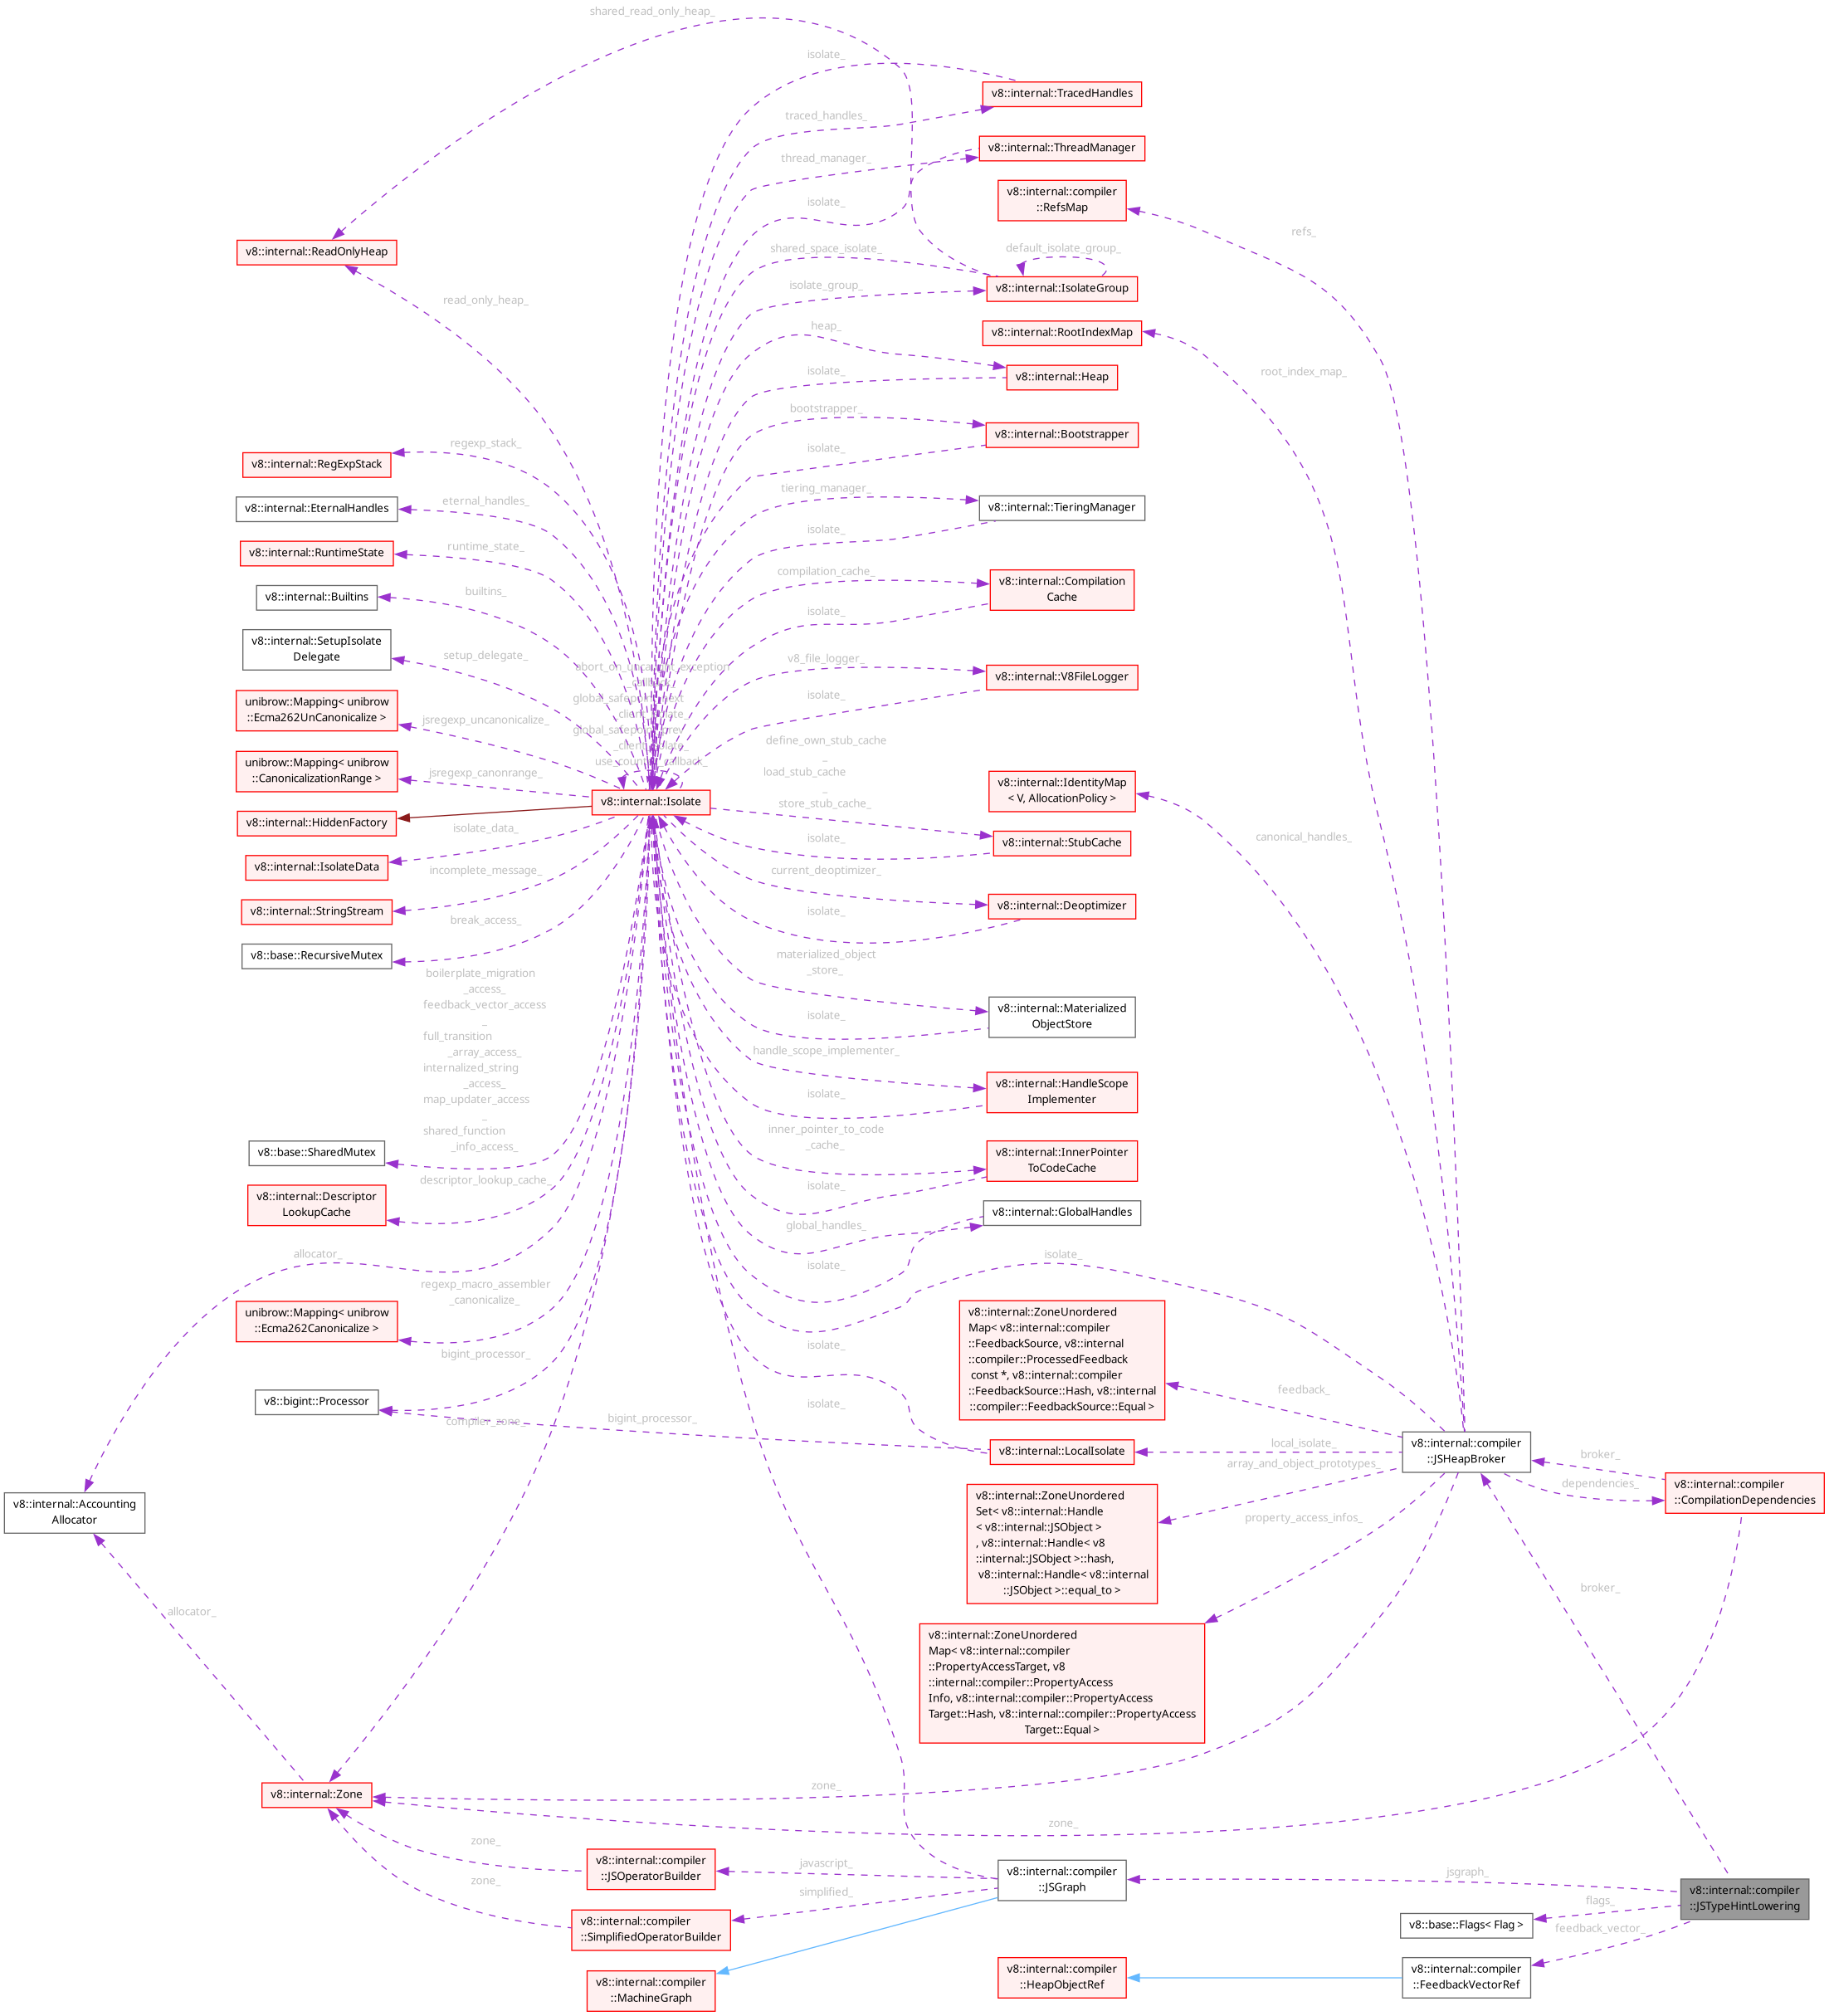 shared_read_only_heap_
isolate_
v8::internal::TracedHandles
traced_handles_
v8::internal::ThreadManager
thread_manager_
v8::internal::compiler
::RefsMap
isolate_
refs_
v8::internal::ReadOnlyHeap
shared_space_isolate_
default_isolate_group_
isolate_group_
v8::internal::IsolateGroup
read_only_heap_
heap_
v8::internal::RootIndexMap
isolate_
v8::internal::Heap
root_index_map_
bootstrapper_
v8::internal::Bootstrapper
regexp_stack_
isolate_
v8::internal::RegExpStack
tiering_manager_
eternal_handles_
v8::internal::EternalHandles
v8::internal::TieringManager
isolate_
runtime_state_
v8::internal::RuntimeState
compilation_cache_
v8::internal::Compilation
Cache
builtins_
v8::internal::Builtins
isolate_
v8::internal::SetupIsolate
Delegate
setup_delegate_
v8_file_logger_
v8::internal::V8FileLogger
abort_on_uncaught_exception
_callback_
unibrow::Mapping< unibrow
::Ecma262UnCanonicalize >
jsregexp_uncanonicalize_
global_safepoint_next
_client_isolate_
isolate_
global_safepoint_prev
_client_isolate_
use_counter_callback_
define_own_stub_cache
_
load_stub_cache
_
store_stub_cache_
unibrow::Mapping< unibrow
::CanonicalizationRange >
jsregexp_canonrange_
v8::internal::IdentityMap
< V, AllocationPolicy >
v8::internal::Isolate
v8::internal::HiddenFactory
isolate_data_
isolate_
v8::internal::StubCache
canonical_handles_
v8::internal::IsolateData
incomplete_message_
current_deoptimizer_
v8::internal::StringStream
isolate_
v8::internal::Deoptimizer
break_access_
v8::base::RecursiveMutex
materialized_object
_store_
boilerplate_migration
_access_
feedback_vector_access
_
full_transition
_array_access_
internalized_string
_access_
map_updater_access
_
shared_function
_info_access_
isolate_
v8::internal::Materialized
ObjectStore
handle_scope_implementer_
v8::internal::HandleScope
Implementer
isolate_
inner_pointer_to_code
_cache_
v8::internal::InnerPointer
ToCodeCache
v8::base::SharedMutex
descriptor_lookup_cache_
isolate_
v8::internal::Descriptor
LookupCache
v8::internal::GlobalHandles
global_handles_
allocator_
isolate_
isolate_
regexp_macro_assembler
_canonicalize_
unibrow::Mapping< unibrow
::Ecma262Canonicalize >
v8::internal::ZoneUnordered
Map< v8::internal::compiler
::FeedbackSource, v8::internal
::compiler::ProcessedFeedback
const *, v8::internal::compiler
::FeedbackSource::Hash, v8::internal
::compiler::FeedbackSource::Equal >
isolate_
bigint_processor_
feedback_
v8::bigint::Processor
isolate_
compiler_zone_
bigint_processor_
v8::internal::LocalIsolate
local_isolate_
v8::internal::compiler
::JSHeapBroker
broker_
array_and_object_prototypes_
dependencies_
v8::internal::compiler
::CompilationDependencies
v8::internal::Accounting
Allocator
v8::internal::ZoneUnordered
Set< v8::internal::Handle
< v8::internal::JSObject >
, v8::internal::Handle< v8
::internal::JSObject >::hash,
v8::internal::Handle< v8::internal
::JSObject >::equal_to >
property_access_infos_
broker_
allocator_
v8::internal::ZoneUnordered
Map< v8::internal::compiler
::PropertyAccessTarget, v8
::internal::compiler::PropertyAccess
Info, v8::internal::compiler::PropertyAccess
Target::Hash, v8::internal::compiler::PropertyAccess
Target::Equal >
v8::internal::Zone
zone_
zone_
zone_
v8::internal::compiler
::JSOperatorBuilder
javascript_
v8::internal::compiler
::JSGraph
jsgraph_
zone_
simplified_
v8::internal::compiler
::JSTypeHintLowering
flags_
v8::internal::compiler
::SimplifiedOperatorBuilder
v8::base::Flags< Flag >
feedback_vector_
v8::internal::compiler
::MachineGraph
v8::internal::compiler
::HeapObjectRef
v8::internal::compiler
::FeedbackVectorRef